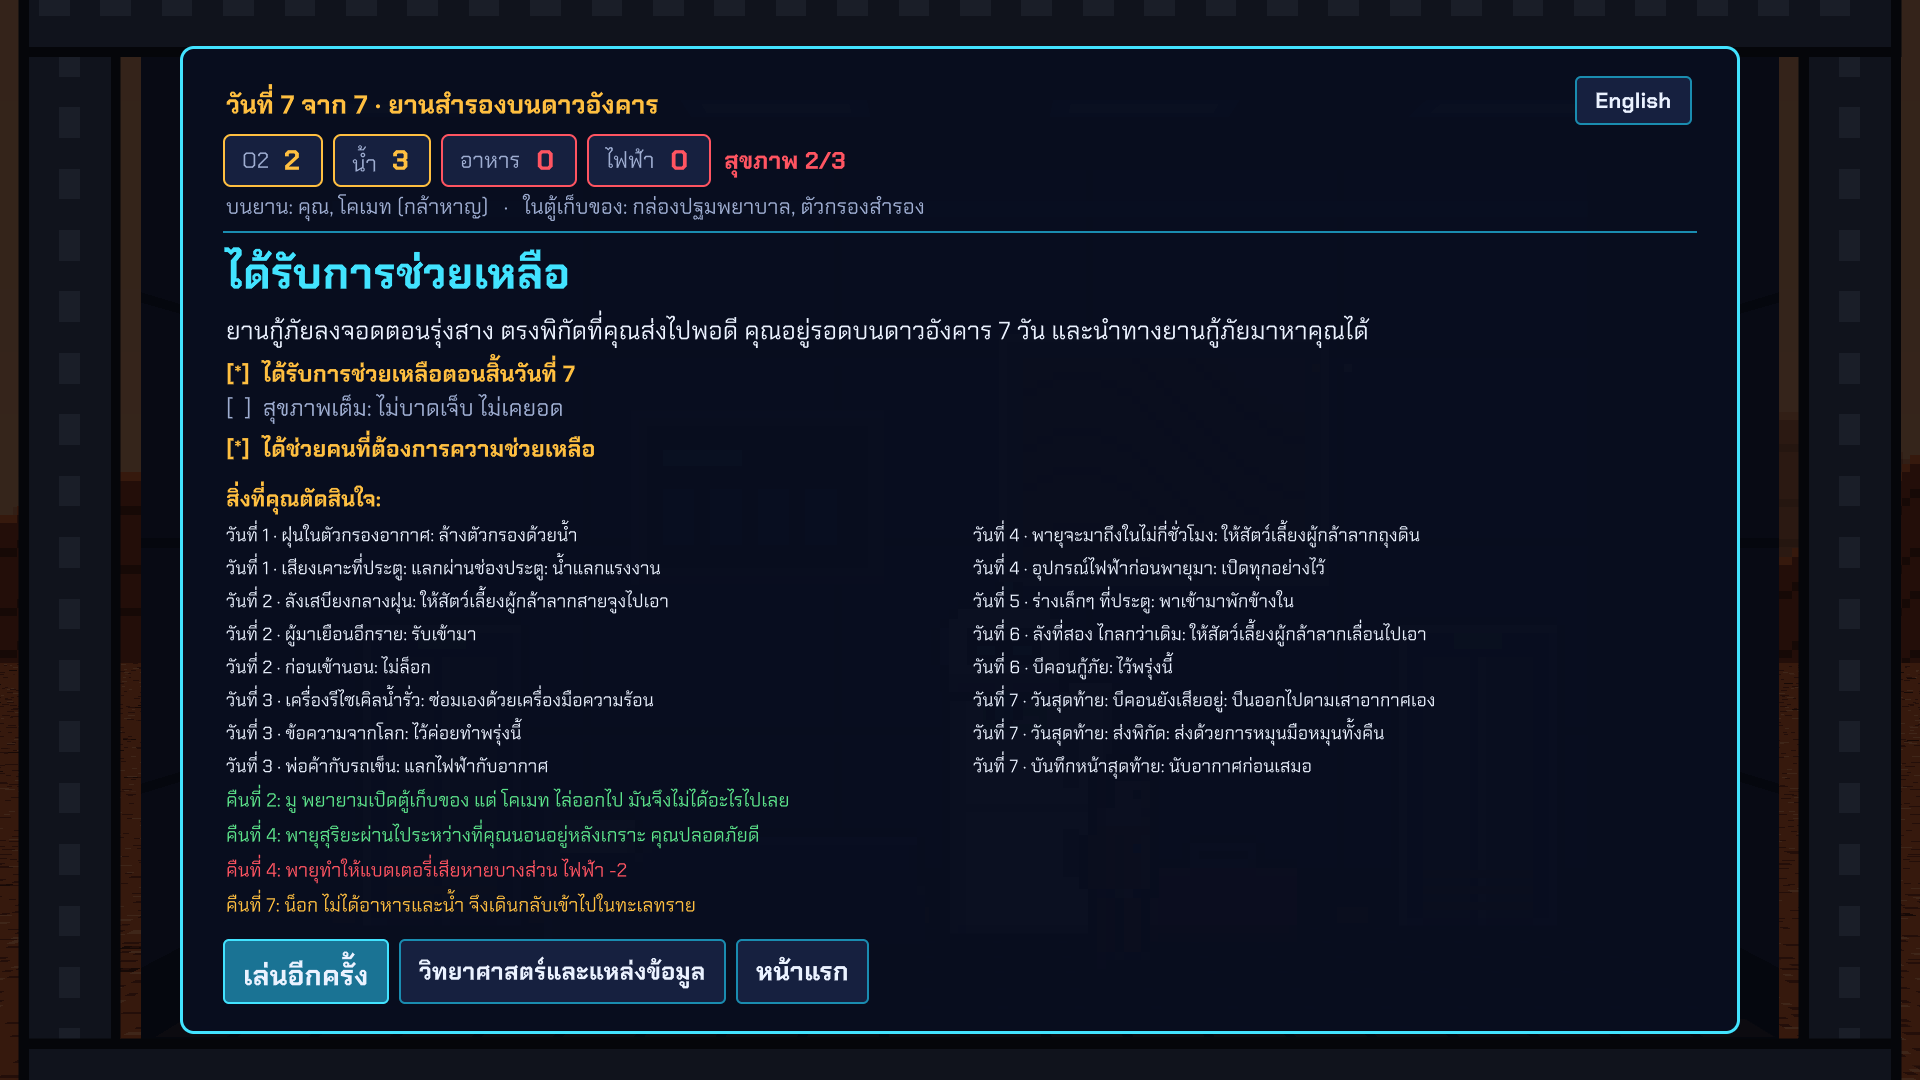 วันที่ 7 จาก 7 · ยานสำรองบนดาวอังคาร
English
O2 2 น้ำ 3 อาหาร 0 ไฟฟ้า 0 สุขภาพ 2/3
บนยาน: คุณ, โคเมท (กล้าหาญ) · ในตู้เก็บของ: กล่องปฐมพยาบาล, ตัวกรองสำรอง
ได้รับการช่วยเหลือ
ยานกู้ภัยลงจอดตอนรุ่งสาง ตรงพิกัดที่คุณส่งไปพอดี คุณอยู่รอดบนดาวอังคาร 7 วัน และนำทางยานกู้ภัยมาหาคุณได้
[*] ได้รับการช่วยเหลือตอนสิ้นวันที่ 7
[ ] สุขภาพเต็ม: ไม่บาดเจ็บ ไม่เคยอด
[*] ได้ช่วยคนที่ต้องการความช่วยเหลือ
สิ่งที่คุณตัดสินใจ:
วันที่ 1 · ฝุ่นในตัวกรองอากาศ: ล้างตัวกรองด้วยน้ำ
วันที่ 1 · เสียงเคาะที่ประตู: แลกผ่านช่องประตู: น้ำแลกแรงงาน
วันที่ 2 · ลังเสบียงกลางฝุ่น: ให้สัตว์เลี้ยงผู้กล้าลากสายจูงไปเอา
วันที่ 2 · ผู้มาเยือนอีกราย: รับเข้ามา
วันที่ 2 · ก่อนเข้านอน: ไม่ล็อก
วันที่ 3 · เครื่องรีไซเคิลน้ำรั่ว: ซ่อมเองด้วยเครื่องมือความร้อน
วันที่ 3 · ข้อความจากโลก: ไว้ค่อยทำพรุ่งนี้
วันที่ 3 · พ่อค้ากับรถเข็น: แลกไฟฟ้ากับอากาศ
วันที่ 4 · พายุจะมาถึงในไม่กี่ชั่วโมง: ให้สัตว์เลี้ยงผู้กล้าลากถุงดิน
วันที่ 4 · อุปกรณ์ไฟฟ้าก่อนพายุมา: เปิดทุกอย่างไว้
วันที่ 5 · ร่างเล็กๆ ที่ประตู: พาเข้ามาพักข้างใน
วันที่ 6 · ลังที่สอง ไกลกว่าเดิม: ให้สัตว์เลี้ยงผู้กล้าลากเลื่อนไปเอา
วันที่ 6 · บีคอนกู้ภัย: ไว้พรุ่งนี้
วันที่ 7 · วันสุดท้าย: บีคอนยังเสียอยู่: ปีนออกไปดามเสาอากาศเอง
วันที่ 7 · วันสุดท้าย: ส่งพิกัด: ส่งด้วยการหมุนมือหมุนทั้งคืน
วันที่ 7 · บันทึกหน้าสุดท้าย: นับอากาศก่อนเสมอ
คืนที่ 2: มู พยายามเปิดตู้เก็บของ แต่ โคเมท ไล่ออกไป มันจึงไม่ได้อะไรไปเลย
คืนที่ 4: พายุสุริยะผ่านไประหว่างที่คุณนอนอยู่หลังเกราะ คุณปลอดภัยดี
คืนที่ 4: พายุทำให้แบตเตอรี่เสียหายบางส่วน ไฟฟ้า -2
คืนที่ 7: น็อก ไม่ได้อาหารและน้ำ จึงเดินกลับเข้าไปในทะเลทราย
เล่นอีกครั้ง วิทยาศาสตร์และแหล่งข้อมูล หน้าแรก